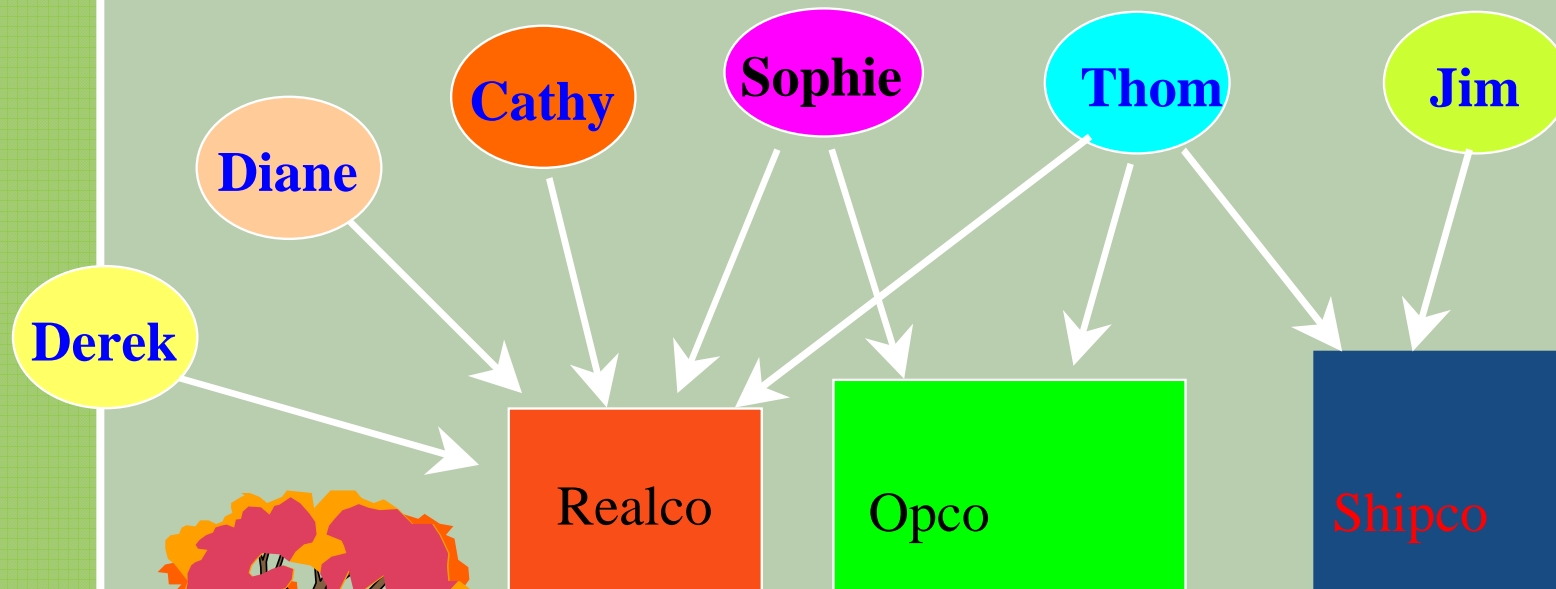 Sophie
Thom
Jim
Cathy
Diane
Derek
Realco
Opco
Shipco